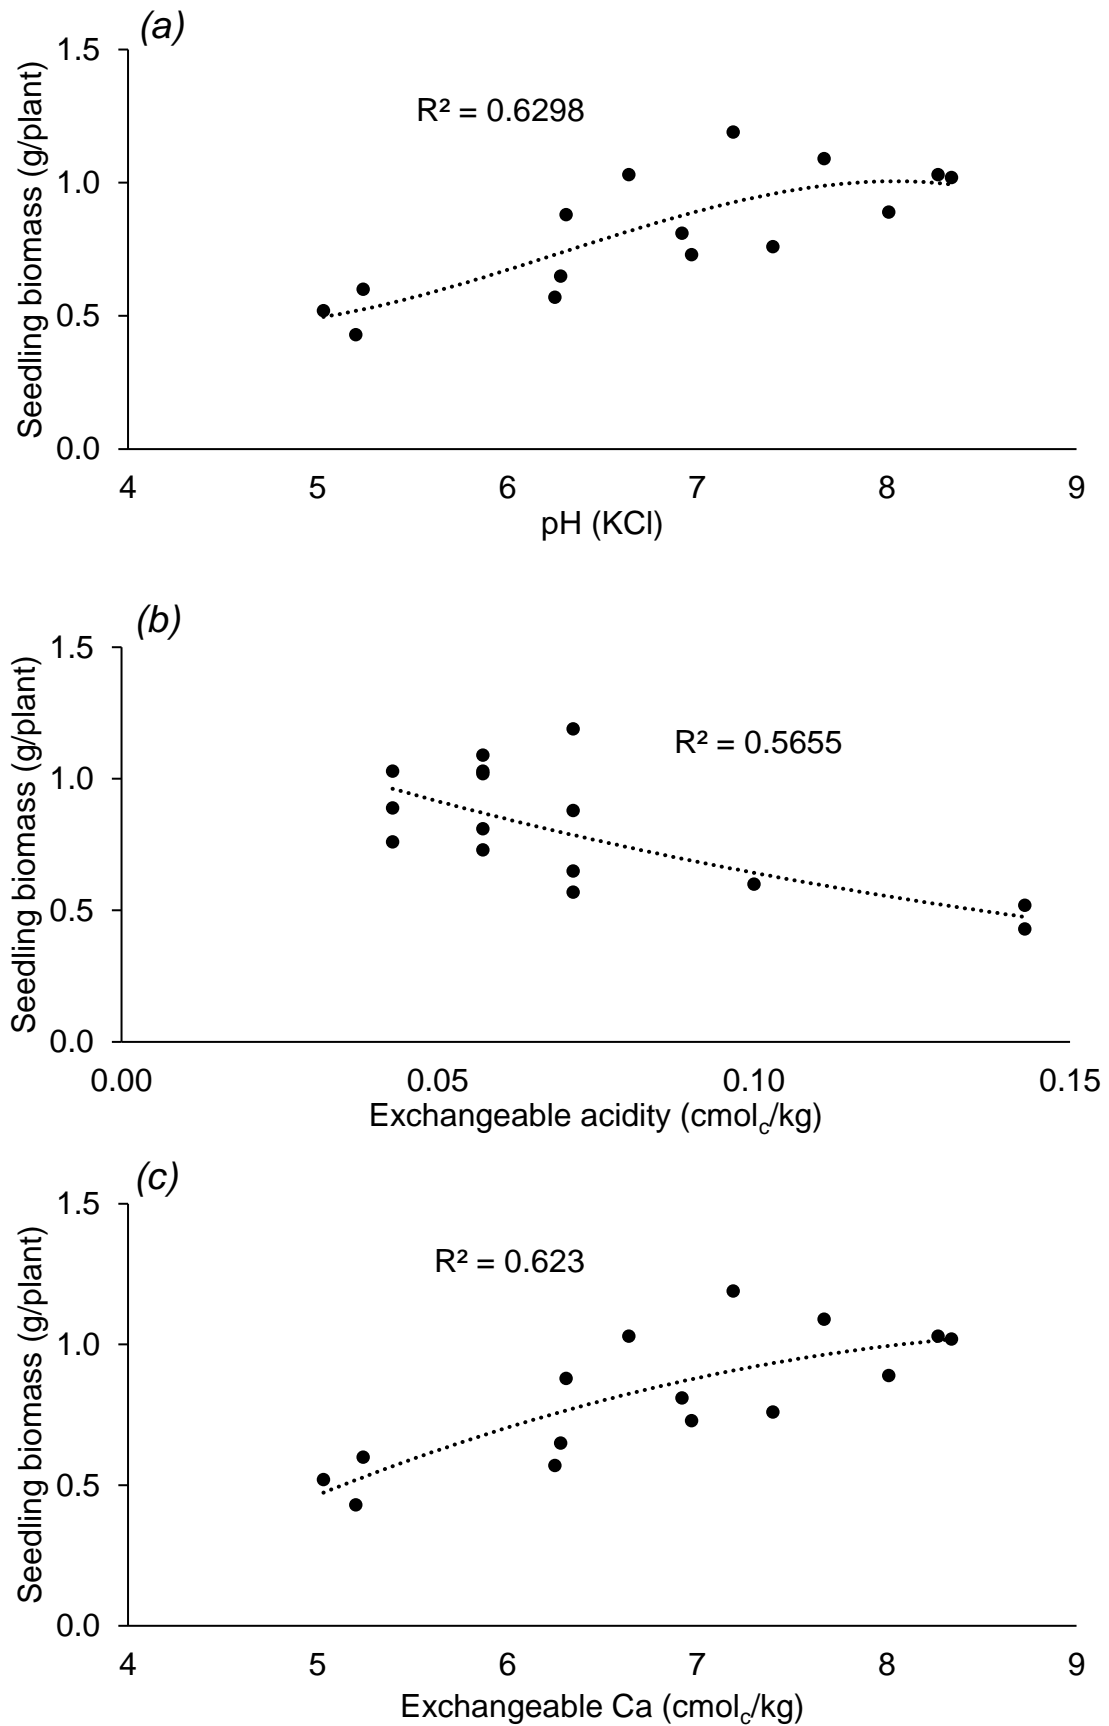 (a)
1.5
R² = 0.6298
1.0
0.5
0.0
Seedling biomass (g/plant)
4 5 6 7 8 9
pH (KCl)
(b)
1.5
R² = 0.5655
1.0
0.5
0.0
Seedling biomass (g/plant)
0.00 0.05 0.10 0.15
Exchangeable acidity (cmolc/kg)
(c)
1.5
R² = 0.623
1.0
0.5
0.0
Seedling biomass (g/plant)
4 5 6 7 8 9
Exchangeable Ca (cmolc/kg)